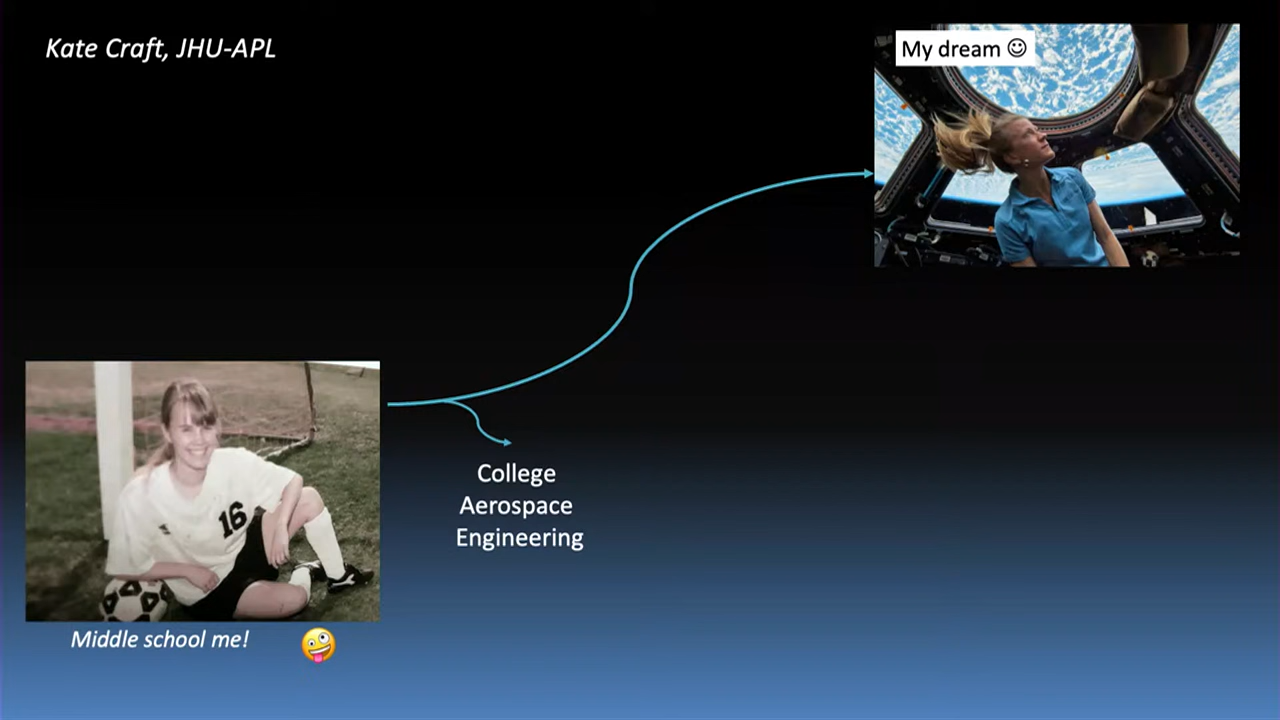 Kate Craft, JHU-APL
My dream ☺
16
College
Aerospace
Engineering
Middle school me! 🤪